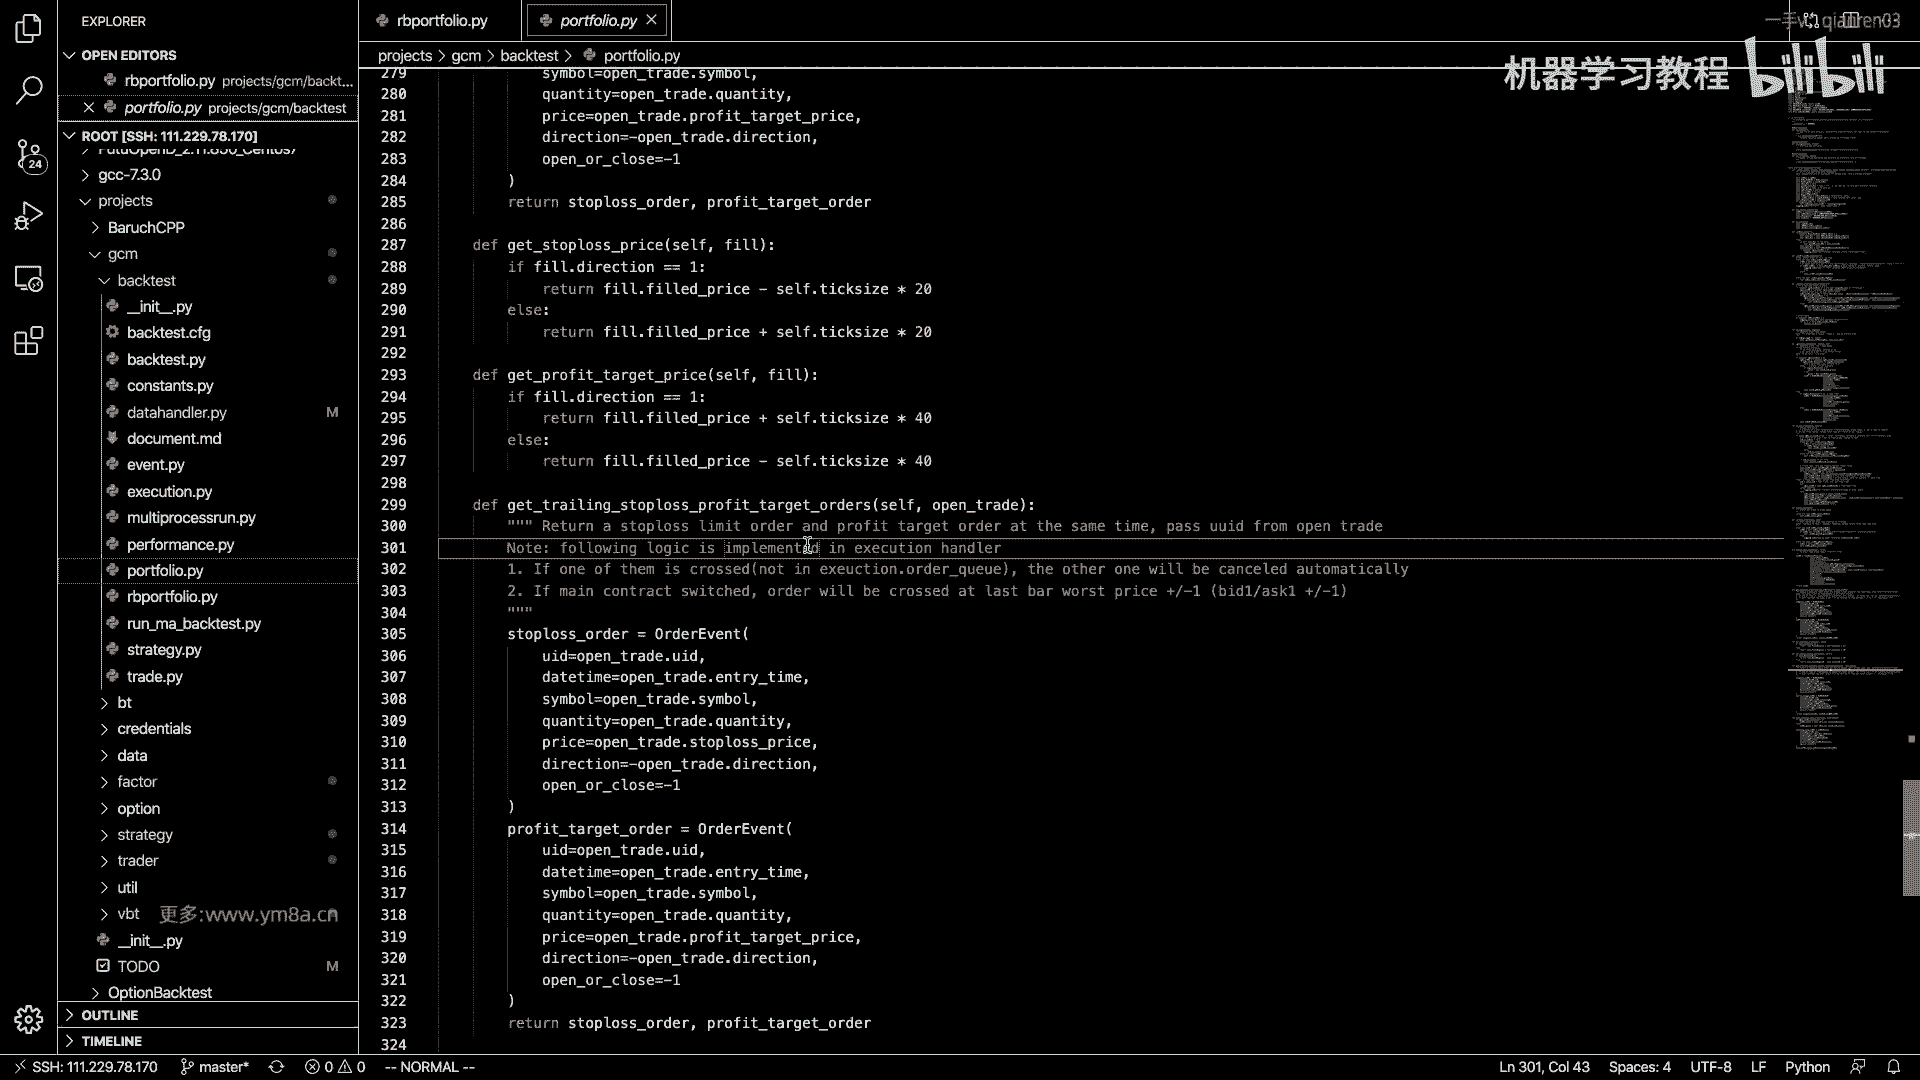 EXPLORER
OPEN EDITORS
rbportfolio.py projects/gcm/backt...
portfolio.py projects/gcm/backtest
ROOT [SSH: 111.229.78.170]
gcc-7.3.0
projects
BaruchCPP
gcm
backtest
__init__.py
backtest.cfg
backtest.py
constants.py
datahandler.py M
document.md
event.py
execution.py
multiprocessrun.py
performance.py
portfolio.py
rbportfolio.py
run_ma_backtest.py
strategy.py
trade.py
bt
credentials
data
factor
option
strategy
trader
util
vbt
更多:www.ym8a.cn
__init__.py
TODO M
OptionBacktest
OUTLINE
TIMELINE
24
rbportfolio.py
portfolio.py
projects > gcm > backtest > portfolio.py
机器学习教程 bilibili
279 symbol=open_trade.symbol,
280 quantity=open_trade.quantity,
281 price=open_trade.profit_target_price,
282 direction=-open_trade.direction,
283 open_or_close=-1
284 )
285 return stoploss_order, profit_target_order
286
287 def get_stoploss_price(self, fill):
288 if fill.direction == 1:
289 return fill.filled_price - self.ticksize * 20
290 else:
291 return fill.filled_price + self.ticksize * 20
292
293 def get_profit_target_price(self, fill):
294 if fill.direction == 1:
295 return fill.filled_price + self.ticksize * 40
296 else:
297 return fill.filled_price - self.ticksize * 40
298
299 def get_trailing_stoploss_profit_target_orders(self, open_trade):
300 """ Return a stoploss limit order and profit target order at the same time, pass uuid from open trade
301 Note: following logic is implemented in execution handler
302 1. If one of them is crossed(not in exeuction.order_queue), the other one will be canceled automatically
303 2. If main contract switched, order will be crossed at last bar worst price +/-1 (bid1/ask1 +/-1)
304 """
305 stoploss_order = OrderEvent(
306 uid=open_trade.uid,
307 datetime=open_trade.entry_time,
308 symbol=open_trade.symbol,
309 quantity=open_trade.quantity,
310 price=open_trade.stoploss_price,
311 direction=-open_trade.direction,
312 open_or_close=-1
313 )
314 profit_target_order = OrderEvent(
315 uid=open_trade.uid,
316 datetime=open_trade.entry_time,
317 symbol=open_trade.symbol,
318 quantity=open_trade.quantity,
319 price=open_trade.profit_target_price,
320 direction=-open_trade.direction,
321 open_or_close=-1
322 )
323 return stoploss_order, profit_target_order
324
SSH: 111.229.78.170 master* 0 0 -- NORMAL --
Ln 301, Col 43 Spaces: 4 UTF-8 LF Python